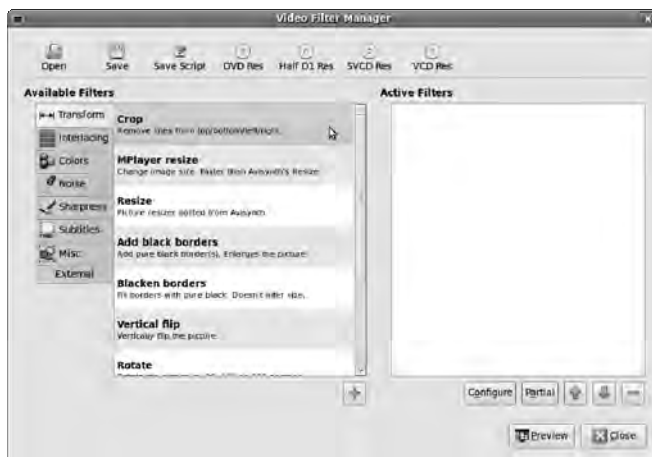 Video Filter Manager
Open
Save
Save Script
DVD Res
Half D1 Res
SVCD Res
VCD Res
Available Filters
Active Filters
Transform
Interlacing
Colors
Noise
Sharpness
Subtitles
Misc
External
Crop
Remove lines from top/bottom/left/right.
MPlayer resize
Change image size. Faster than Avisynth's Resize.
Resize
Picture resizer ported from Avisynth
Add black borders
Add pure black border(s). Enlarges the picture.
Blacken borders
Fill borders with pure black. Doesn't alter size.
Vertical flip
Vertically flip the picture.
Rotate
Configure
Partial
Preview
Close